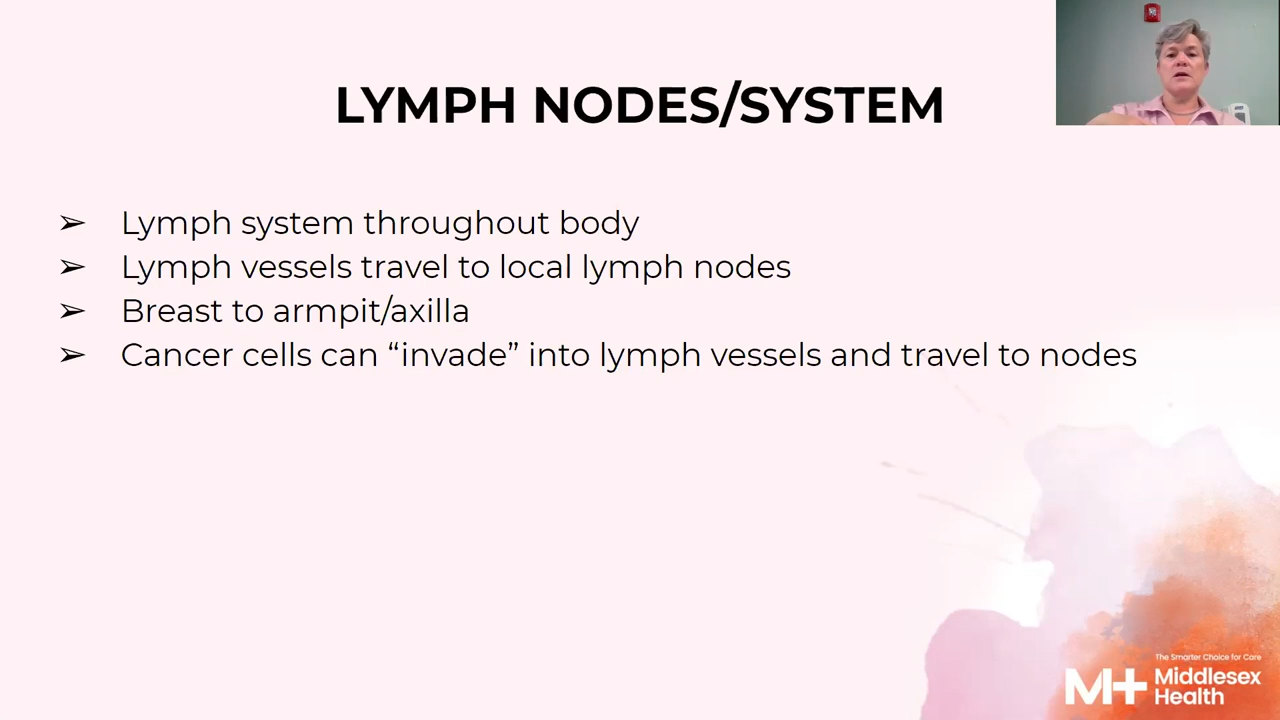 LYMPH NODES/SYSTEM
➢ Lymph system throughout body
➢ Lymph vessels travel to local lymph nodes
➢ Breast to armpit/axilla
➢ Cancer cells can “invade” into lymph vessels and travel to nodes
The Smarter Choice for Care
M+ Middlesex
Health